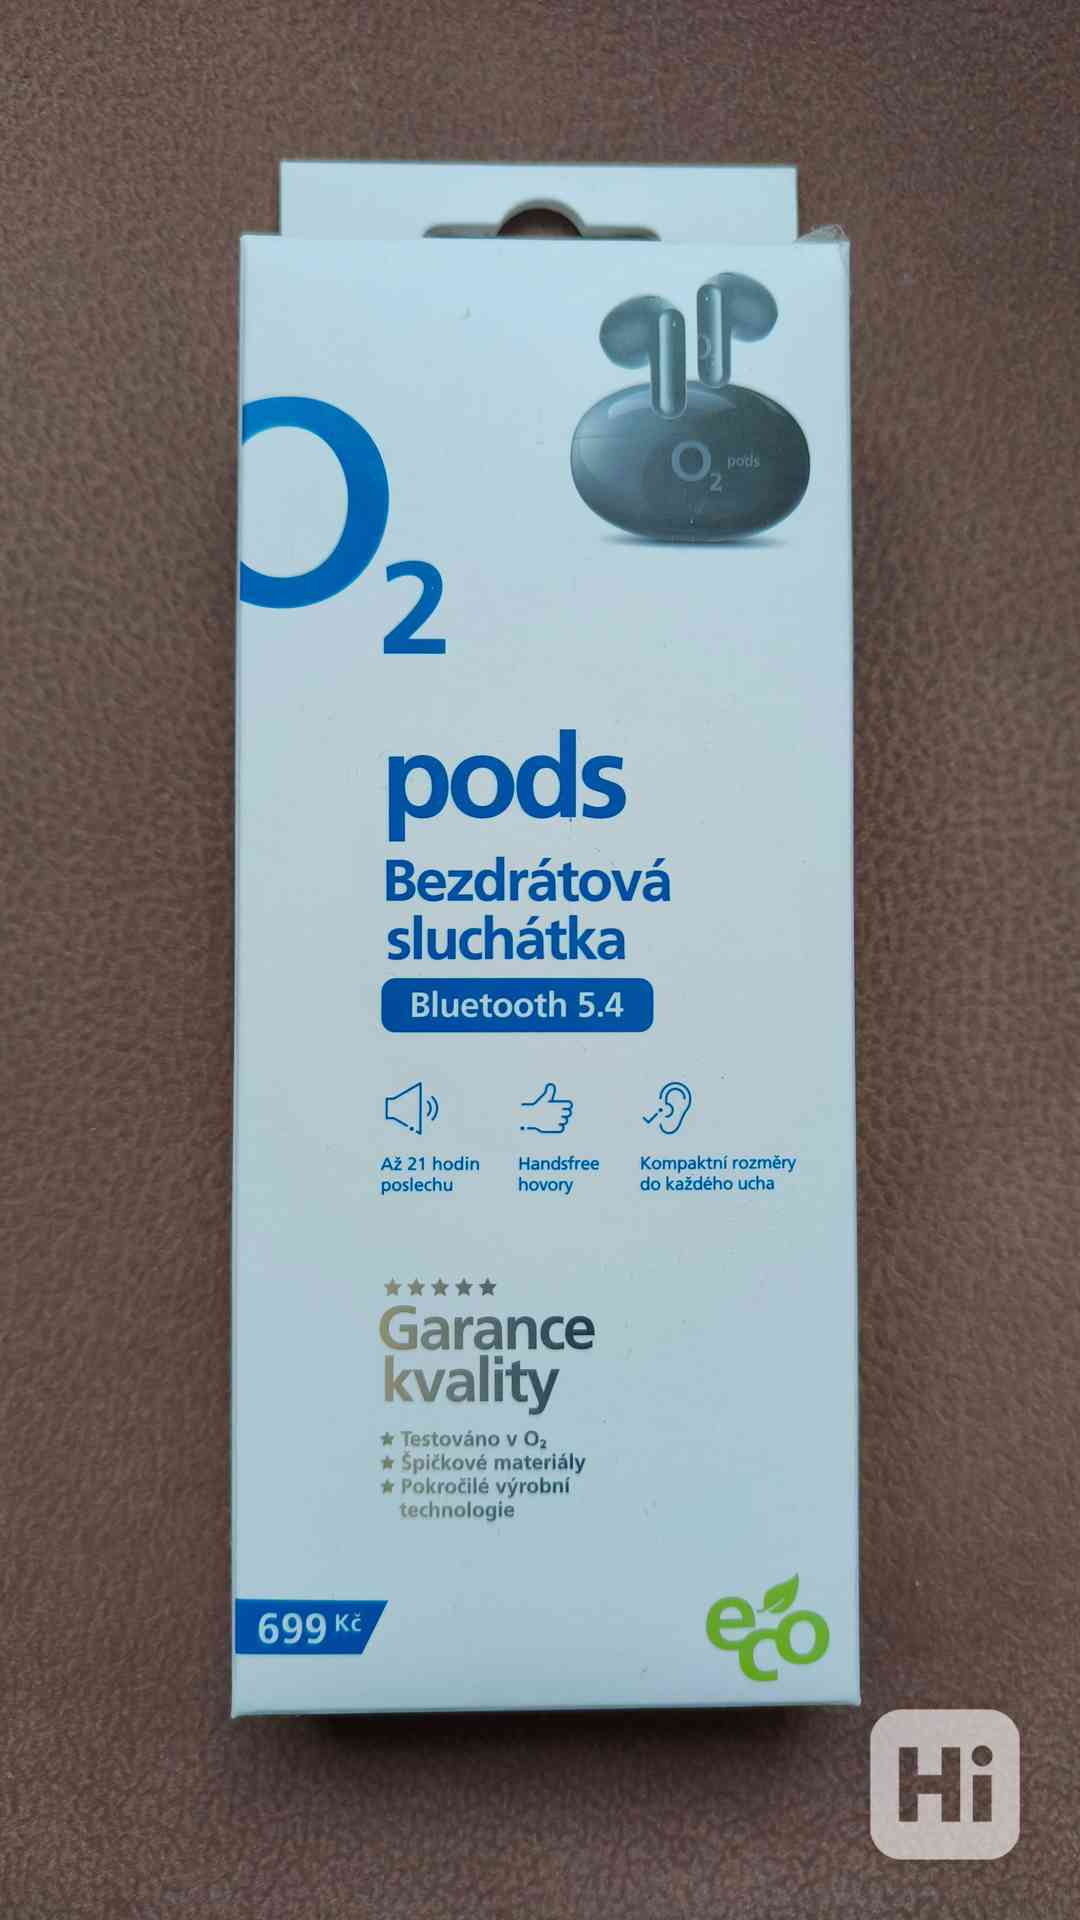 O2 pods
O2
pods
Bezdrátová
sluchátka
Bluetooth 5.4
Až 21 hodin
poslechu
Handsfree
hovory
Kompaktní rozměry
do každého ucha
Garance
kvality
★ Testováno v O₂
★ Špičkové materiály
★ Pokročilé výrobní
technologie
699 Kč
eco
Hi